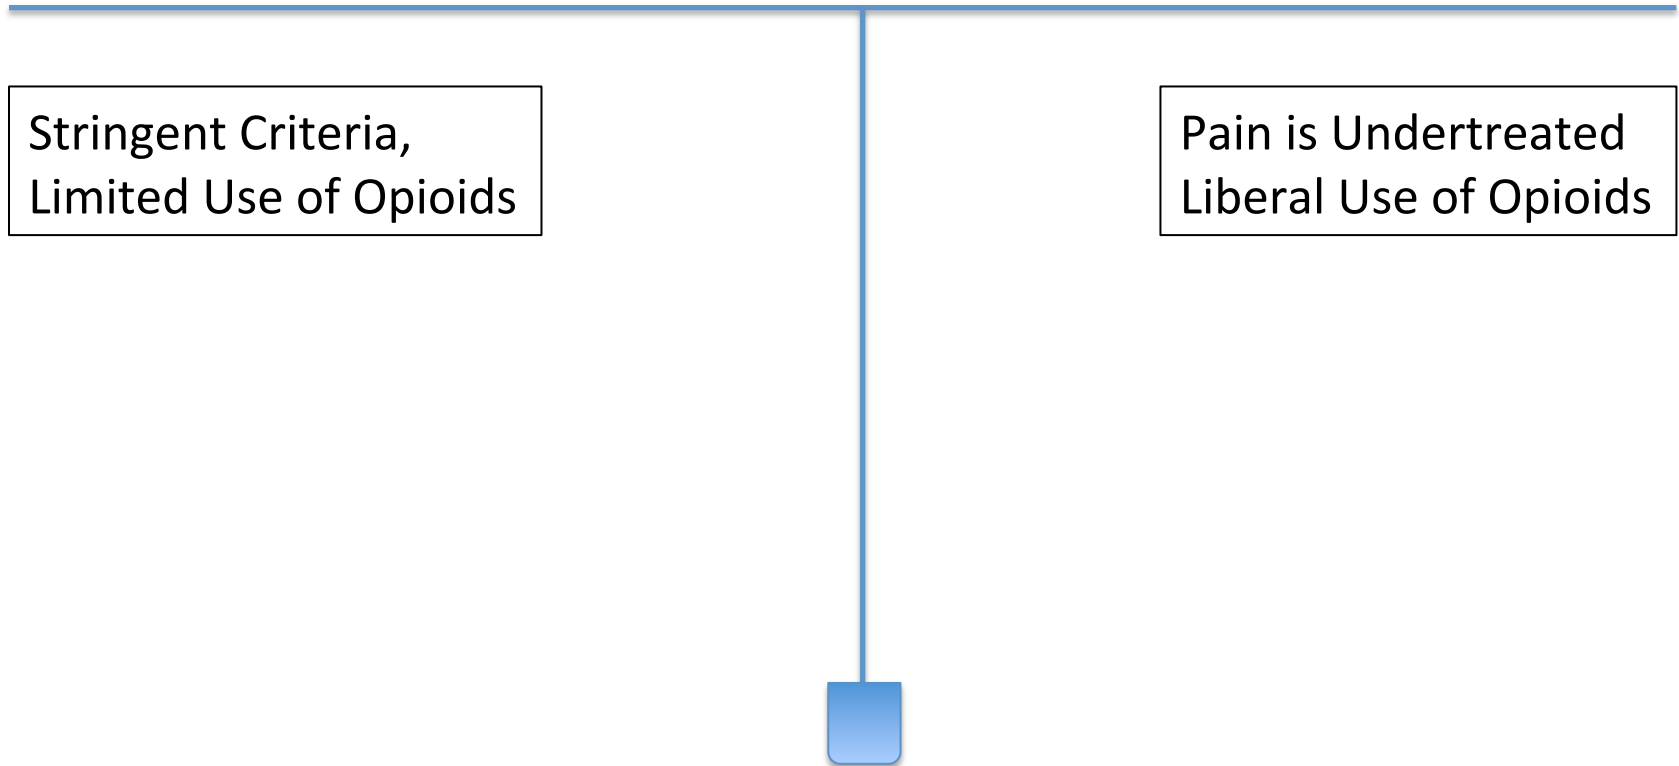 Stringent Criteria,
Limited Use of Opioids
Pain is Undertreated
Liberal Use of Opioids